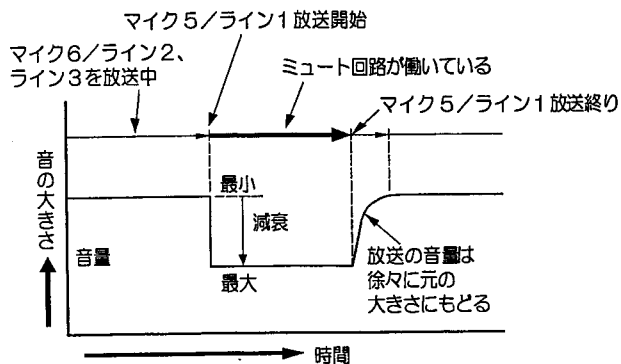 マイク5/ライン1放送開始
マイク6/ライン2、
ライン3を放送中
ミュート回路が働いている
マイク5/ライン1放送終り
音の大きさ
音量
最小
減衰
最大
放送の音量は
徐々に元の
大きさにもどる
時間